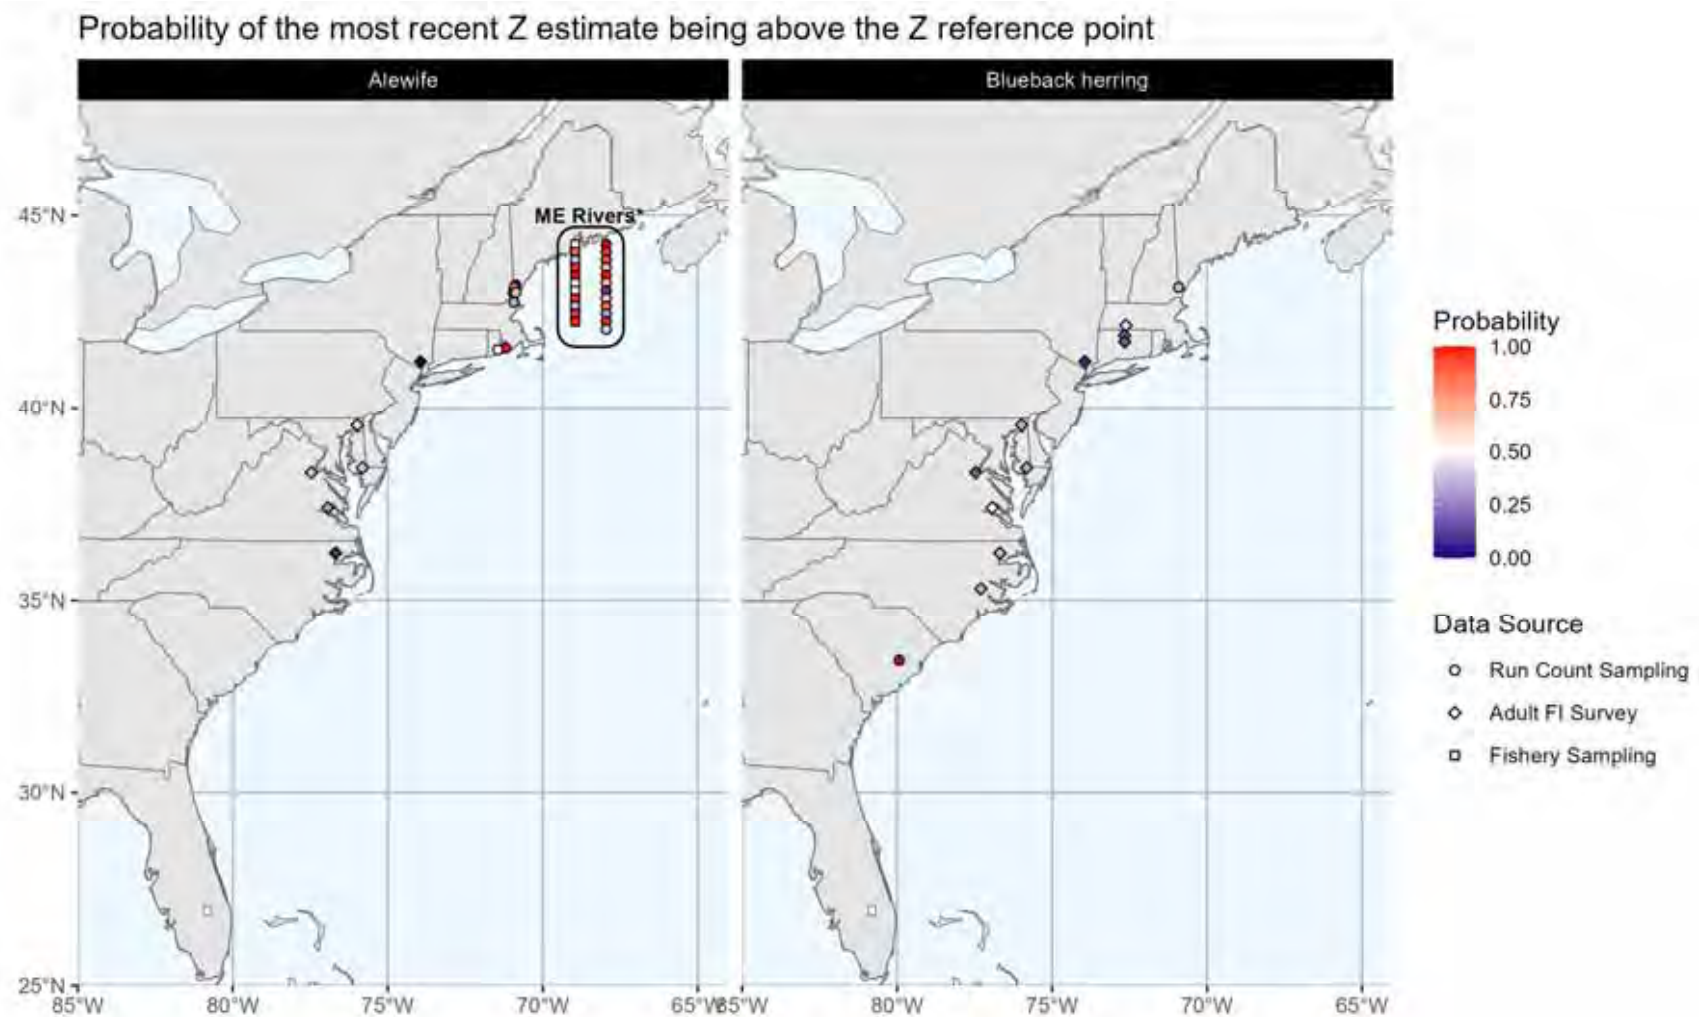 Probability of the most recent Z estimate being above the Z reference point
Alewife
Blueback herring
45°N
40°N
35°N
30°N
25°N
ME Rivers*
85°W
80°W
75°W
70°W
65°W
85°W
80°W
75°W
70°W
65°W
Probability
1.00
0.75
0.50
0.25
0.00
Data Source
Run Count Sampling
Adult FI Survey
Fishery Sampling